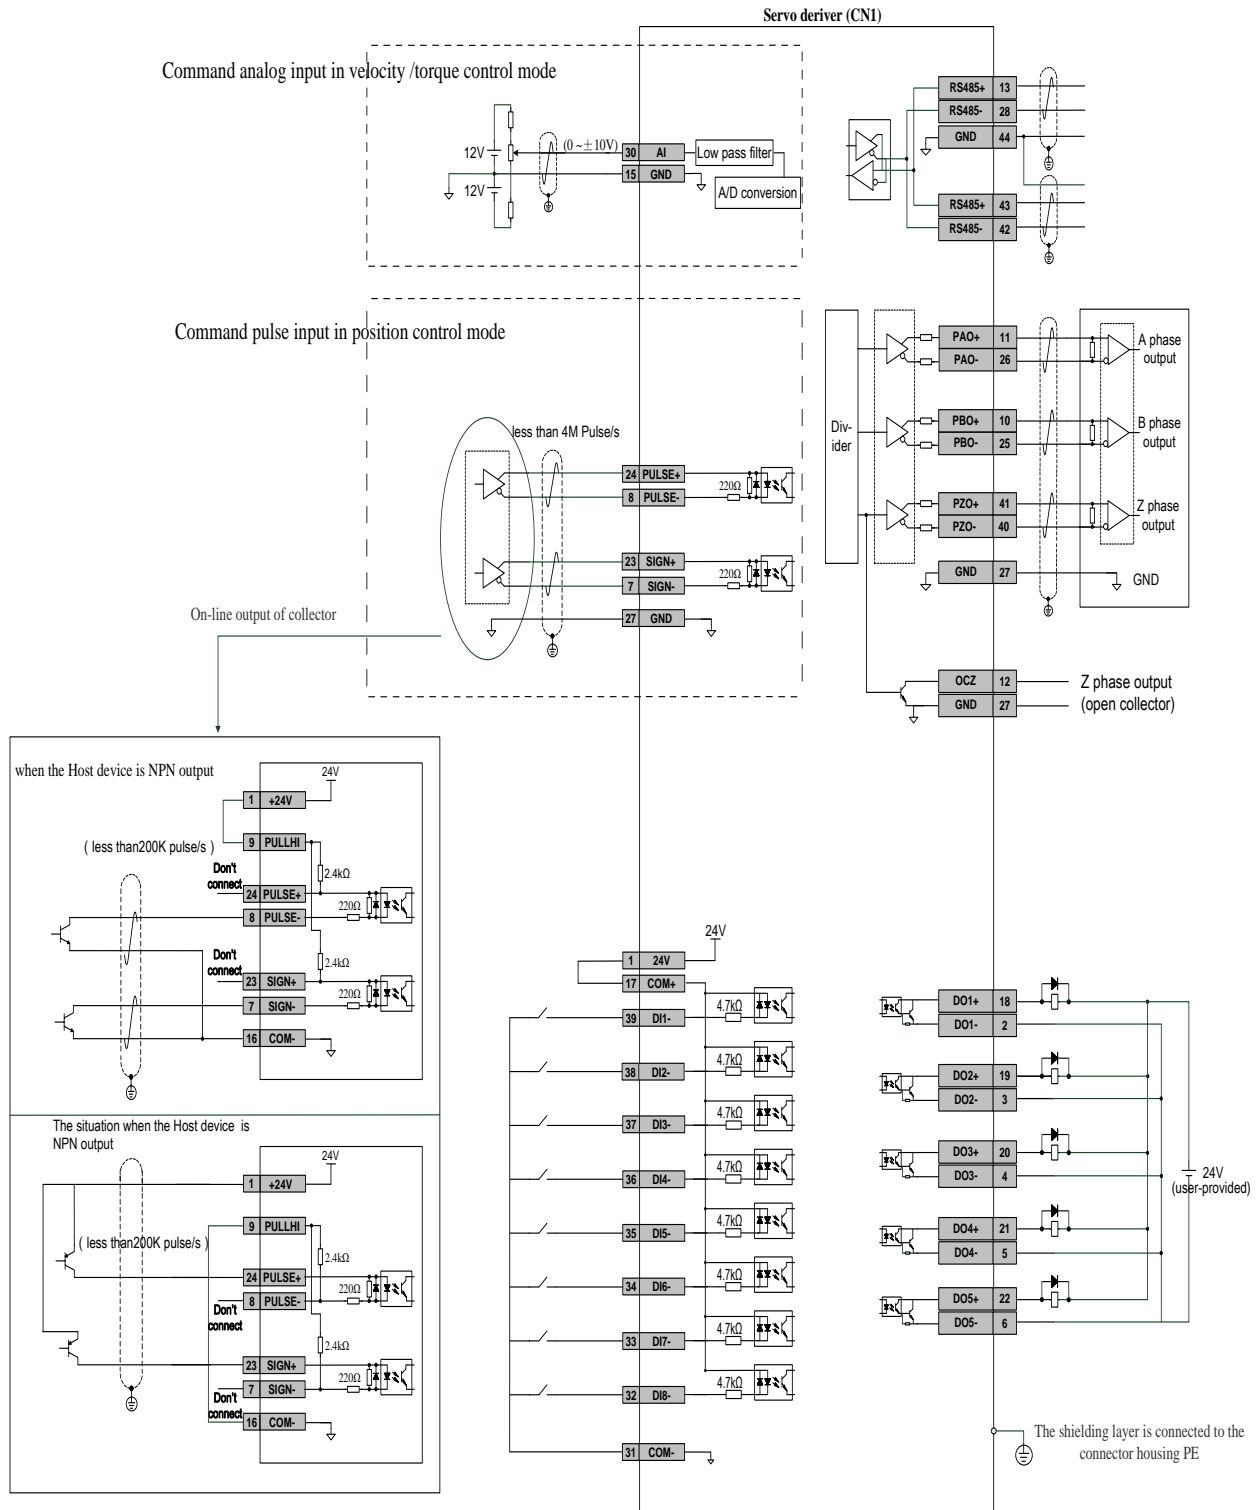 Servo deriver (CN1)
Command analog input in velocity /torque control mode
12V
12V
(0 ~±10V)
30 AI
15 GND
Low pass filter
A/D conversion
RS485+ 13
RS485- 28
GND 44
RS485+ 43
RS485- 42
Command pulse input in position control mode
less than 4M Pulse/s
24 PULSE+
8 PULSE-
220Ω
23 SIGN+
7 SIGN-
220Ω
27 GND
On-line output of collector
Div-
ider
PAO+ 11
PAO- 26
A phase
output
PBO+ 10
PBO- 25
B phase
output
PZO+ 41
PZO- 40
Z phase
output
GND 27
GND
OCZ 12
GND 27
Z phase output
(open collector)
when the Host device is NPN output
24V
1 +24V
9 PULLHI
( less than200K pulse/s )
2.4kΩ
Don't
connect
24 PULSE+
8 PULSE-
220Ω
2.4kΩ
Don't
connect
23 SIGN+
7 SIGN-
220Ω
16 COM-
The situation when the Host device is
NPN output
24V
1 +24V
9 PULLHI
( less than200K pulse/s )
2.4kΩ
24 PULSE+
8 PULSE-
220Ω
Don't
connect
2.4kΩ
23 SIGN+
7 SIGN-
220Ω
Don't
connect
16 COM-
24V
1 24V
17 COM+
39 DI1-
4.7kΩ
38 DI2-
4.7kΩ
37 DI3-
4.7kΩ
36 DI4-
4.7kΩ
35 DI5-
4.7kΩ
34 DI6-
4.7kΩ
33 DI7-
4.7kΩ
32 DI8-
4.7kΩ
31 COM-
DO1+ 18
DO1- 2
DO2+ 19
DO2- 3
DO3+ 20
DO3- 4
DO4+ 21
DO4- 5
DO5+ 22
DO5- 6
24V
(user-provided)
The shielding layer is connected to the
connector housing PE